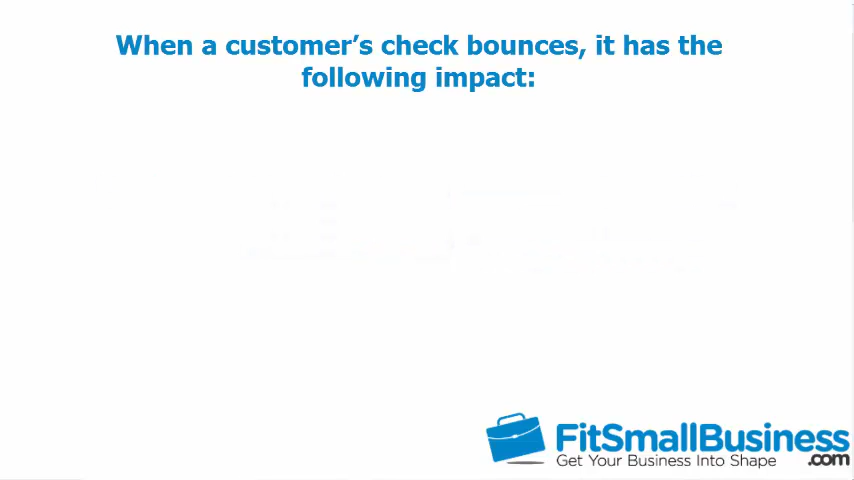 When a customer's check bounces, it has the
following impact:
FitSmallBusiness
.com
Get Your Business Into Shape